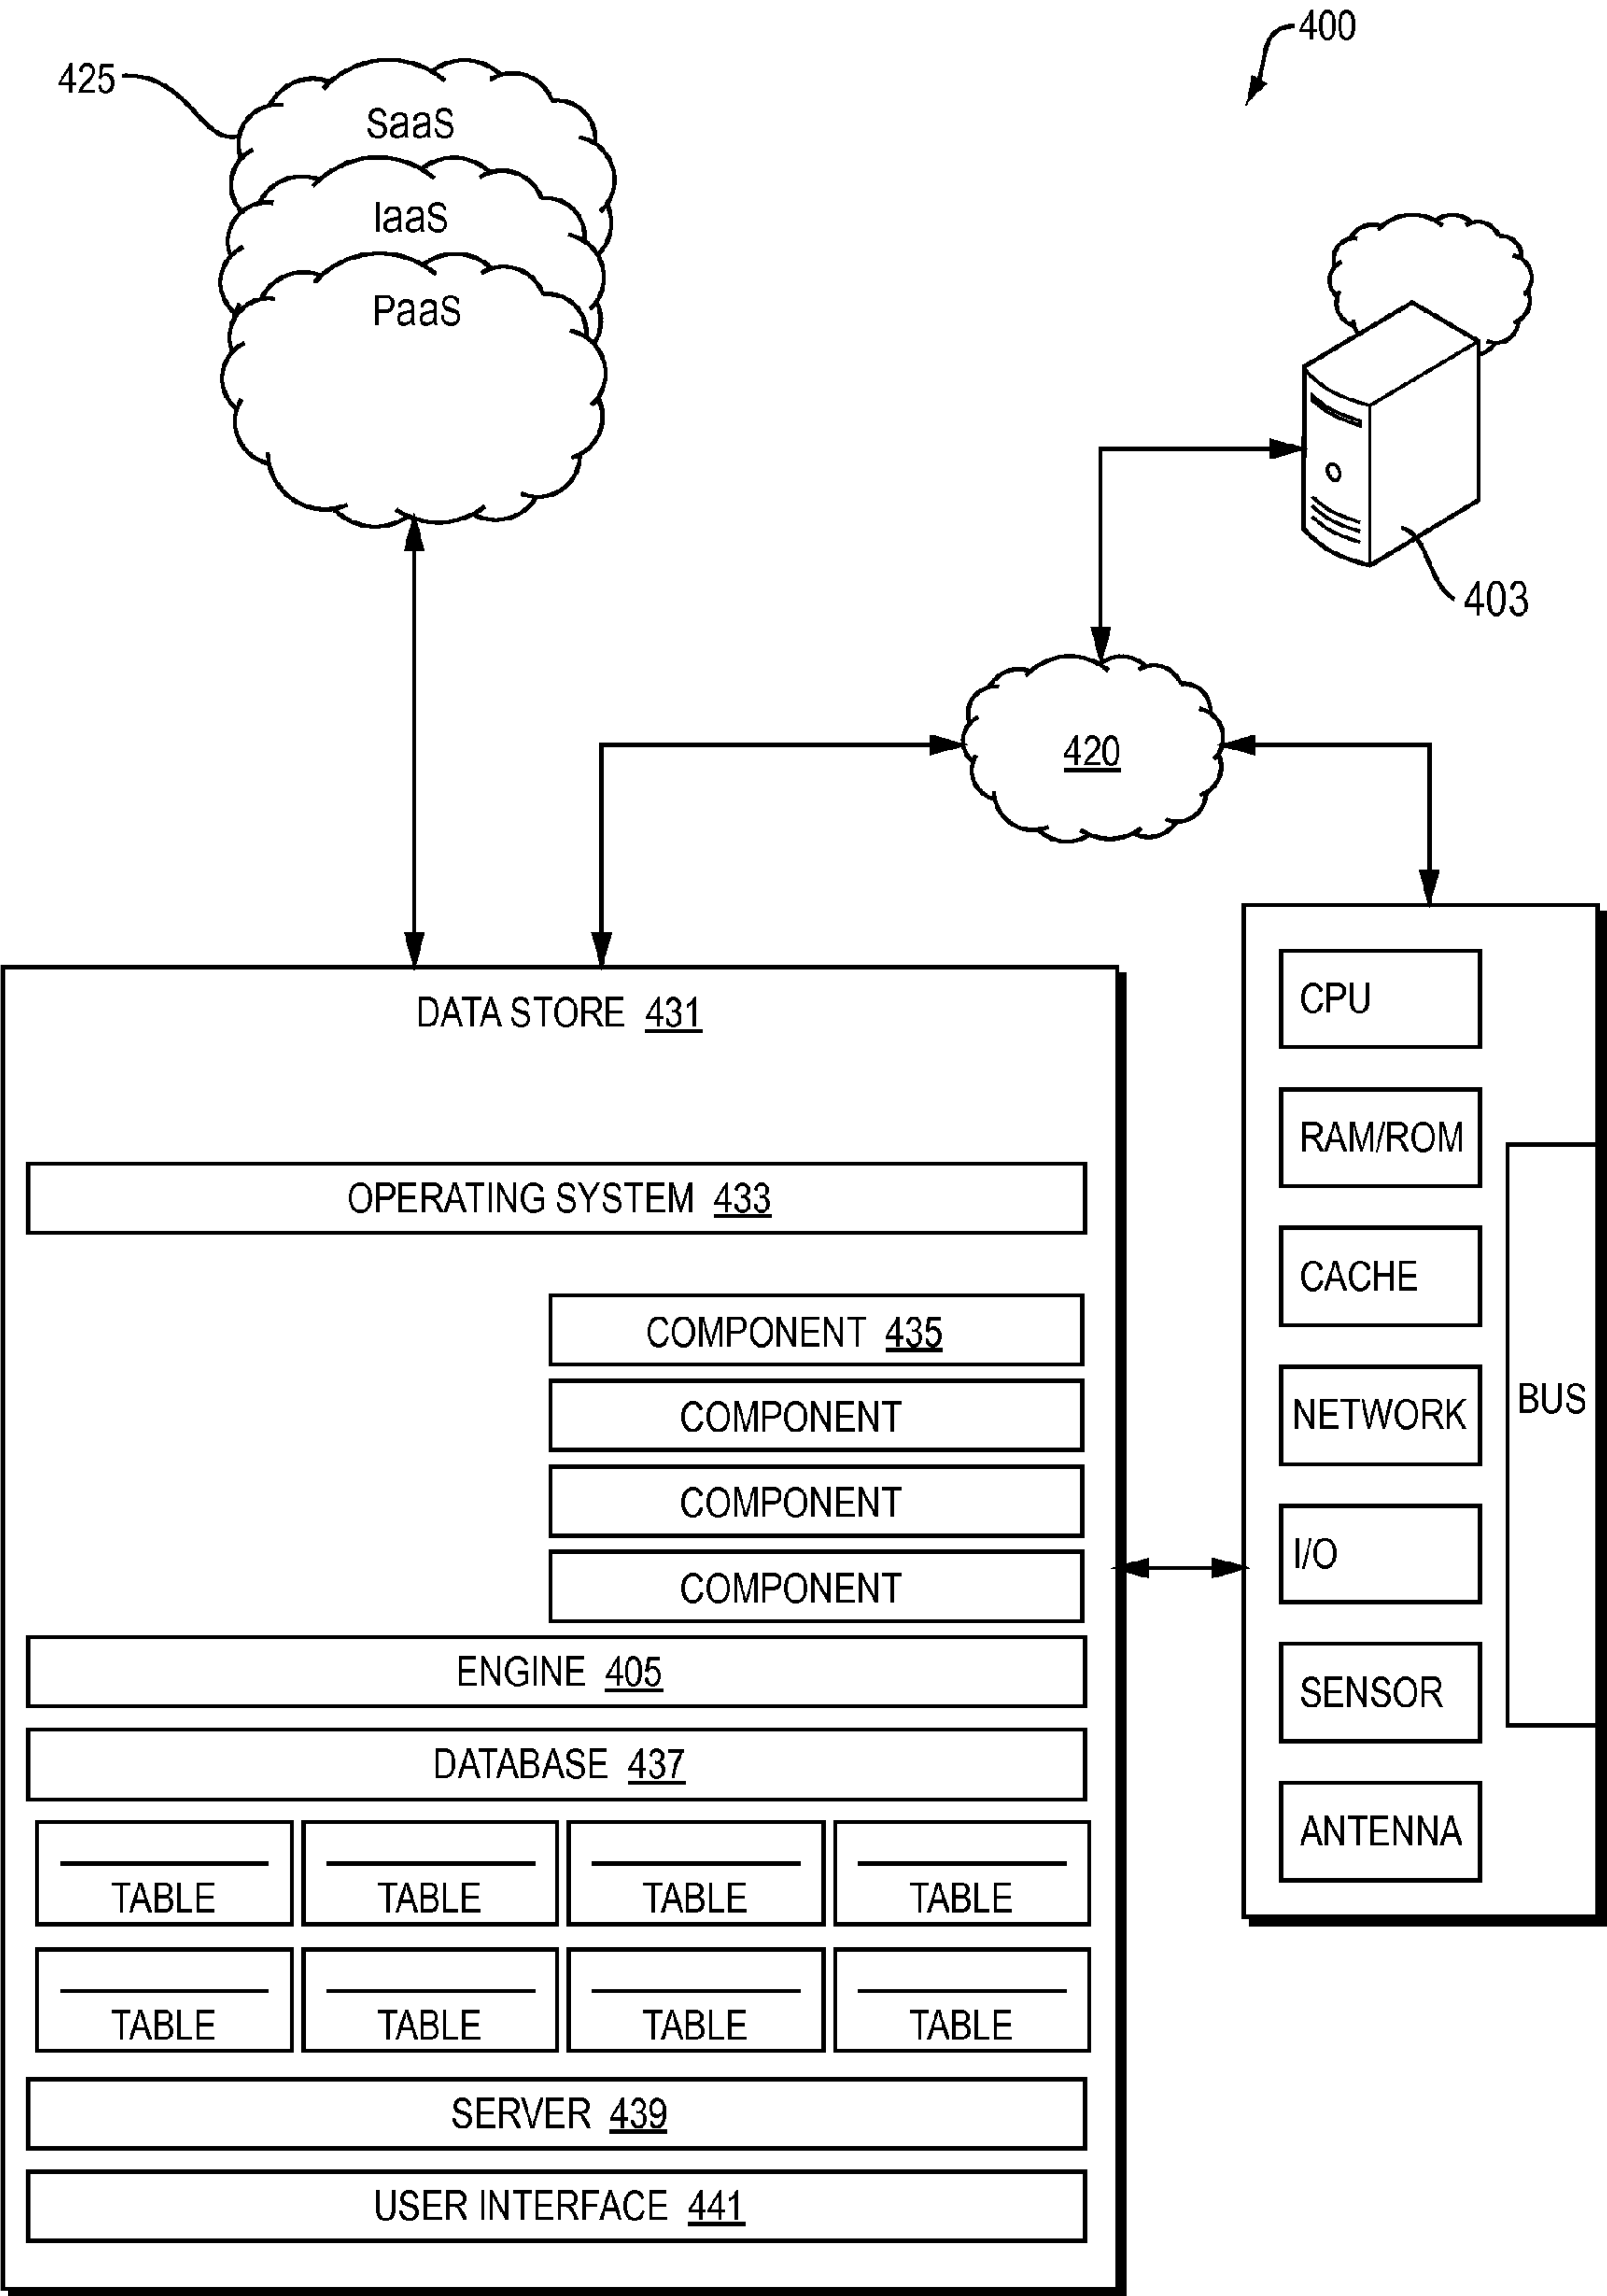 400
425
SaaS
IaaS
PaaS
403
420
DATA STORE 431
OPERATING SYSTEM 433
COMPONENT 435
COMPONENT
COMPONENT
COMPONENT
ENGINE 405
DATABASE 437
TABLE TABLE TABLE TABLE
TABLE TABLE TABLE TABLE
SERVER 439
USER INTERFACE 441
CPU
RAM/ROM
CACHE
NETWORK
I/O
SENSOR
ANTENNA
BUS